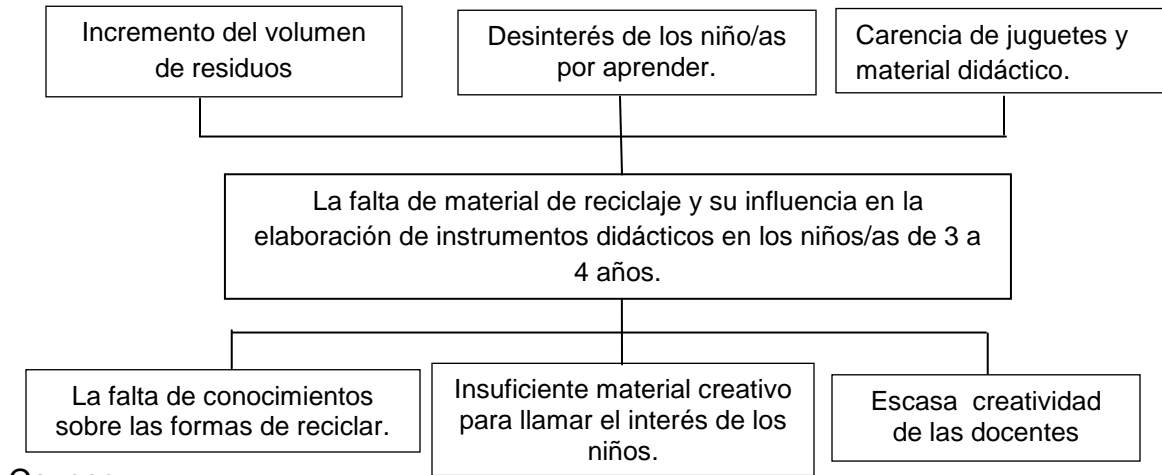 Incremento del volumen
de residuos
Desinterés de los niño/as
por aprender.
Carencia de juguetes y
material didáctico.
La falta de material de reciclaje y su influencia en la
elaboración de instrumentos didácticos en los niños/as de 3 a
4 años.
La falta de conocimientos
sobre las formas de reciclar.
Insuficiente material creativo
para llamar el interés de los
niños.
Escasa creatividad
de las docentes